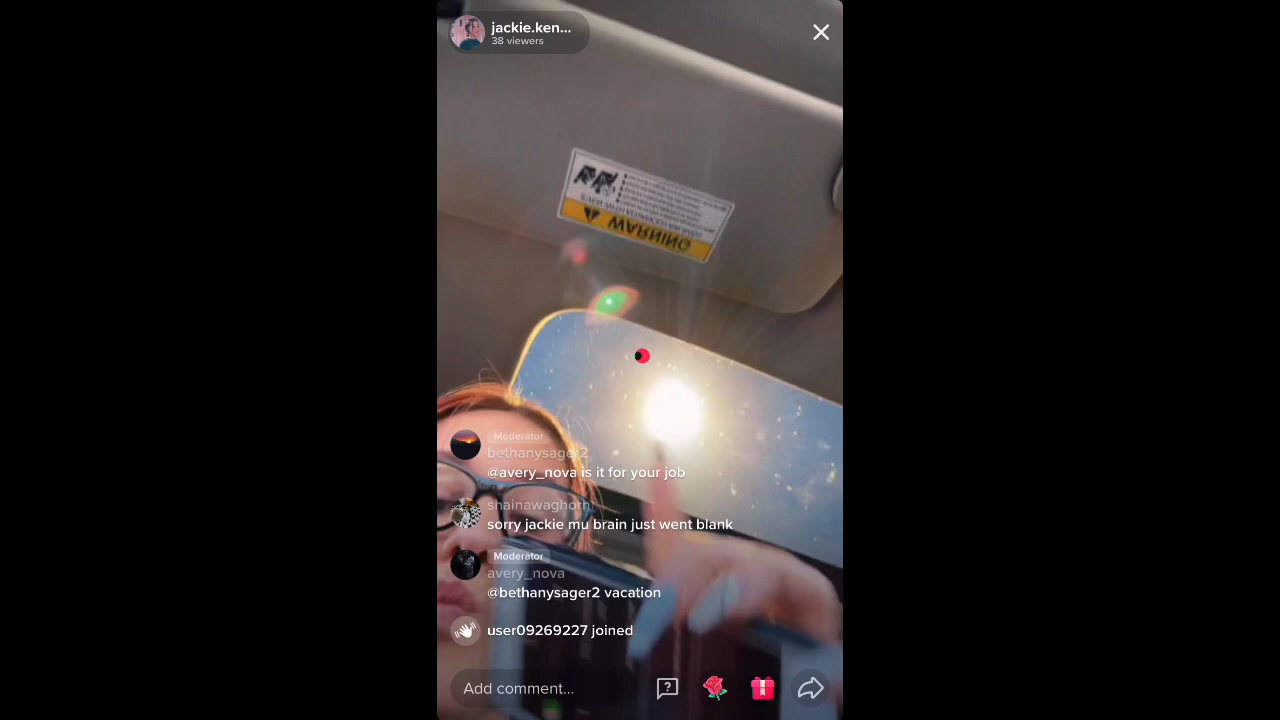 jackie.ken...
38 viewers
WARNING
Moderator
bethanysager2
@avery_nova is it for your job
shainawaghorn
sorry jackie mu brain just went blank
Moderator
avery_nova
@bethanysager2 vacation
user09269227 joined
Add comment...